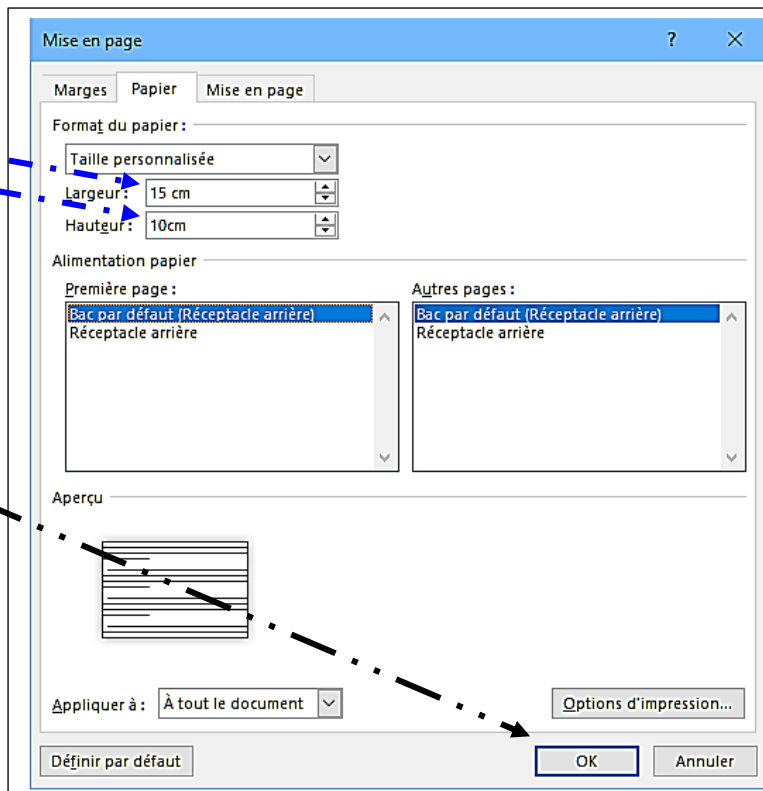 Mise en page ?
Marges Papier Mise en page
Format du papier :
Taille personnalisée
Largeur : 15 cm
Hauteur : 10cm
Alimentation papier
Première page : Autres pages :
Bac par défaut (Réceptacle arrière) Bac par défaut (Réceptacle arrière)
Réceptacle arrière Réceptacle arrière
Aperçu
Appliquer à : À tout le document Options d'impression...
Définir par défaut OK Annuler